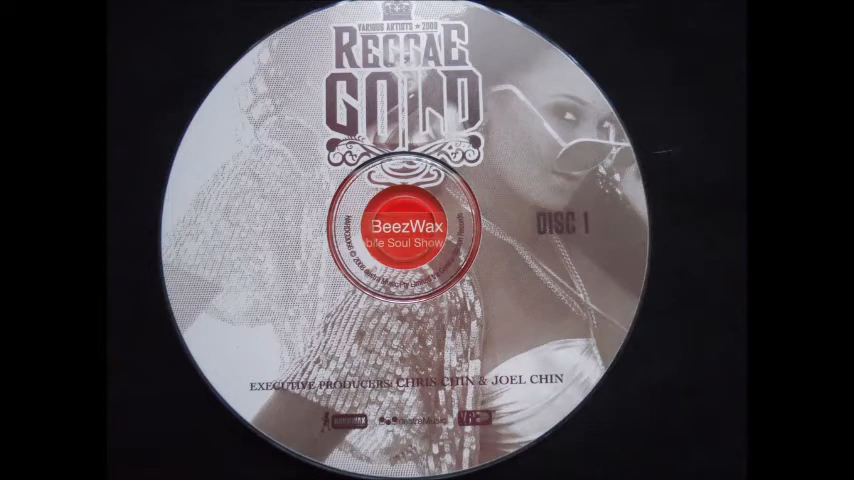 VARIOUS ARTISTS ★ 2008
REGGAE
GOLD
DISC 1
BeezWax
bile Soul Show
EXECUTIVE PRODUCERS: CHRIS CHIN & JOEL CHIN